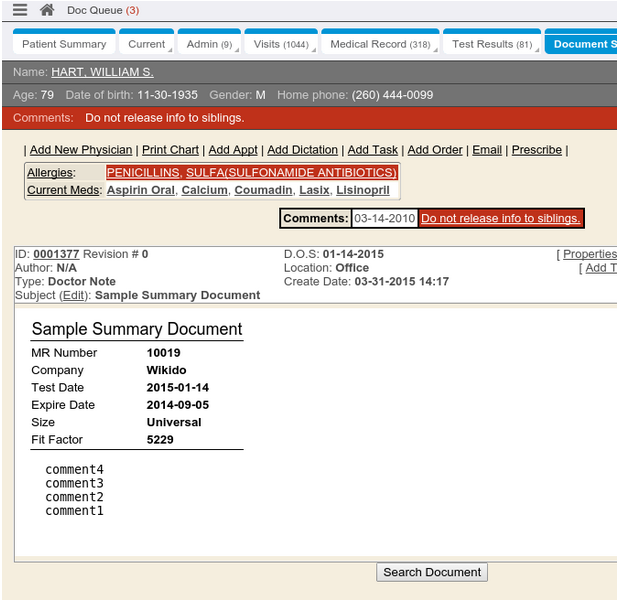 Doc Queue (3)
Patient Summary Current Admin (9) Visits (1044) Medical Record (318) Test Results (81) Document S
Name: HART, WILLIAM S.
Age: 79 Date of birth: 11-30-1935 Gender: M Home phone: (260) 444-0099
Comments: Do not release info to siblings.
| Add New Physician | Print Chart | Add Appt | Add Dictation | Add Task | Add Order | Email | Prescribe |
Allergies: PENICILLINS, SULFA(SULFONAMIDE ANTIBIOTICS)
Current Meds: Aspirin Oral, Calcium, Coumadin, Lasix, Lisinopril
Comments: 03-14-2010 Do not release info to siblings.
ID: 0001377 Revision # 0 D.O.S: 01-14-2015 [ Properties
Author: N/A Location: Office [ Add T
Type: Doctor Note Create Date: 03-31-2015 14:17
Subject (Edit): Sample Summary Document
Sample Summary Document
MR Number 10019
Company Wikido
Test Date 2015-01-14
Expire Date 2014-09-05
Size Universal
Fit Factor 5229
comment4
comment3
comment2
comment1
Search Document